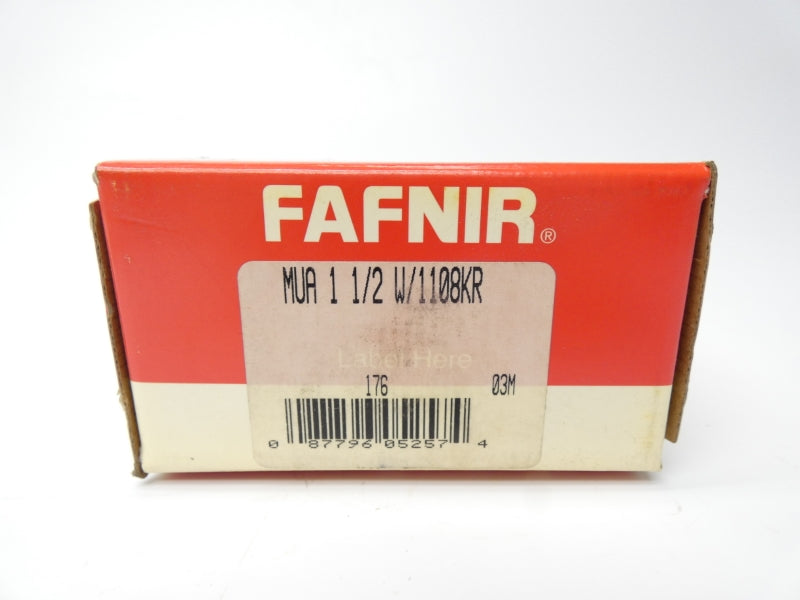 FAFNIR®
MUA 1 1/2 W/1108KR
Label Here
176 03M
0 87796 05257 4